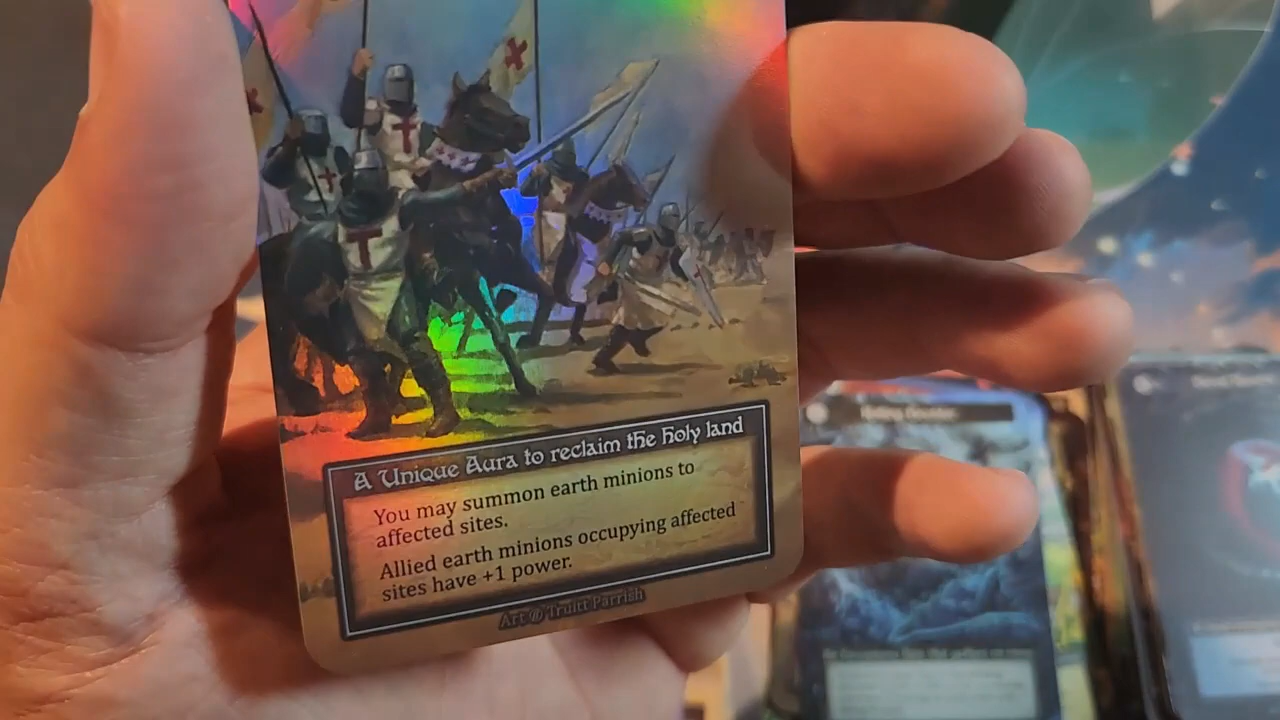 A Unique Aura to reclaim the Holy land
You may summon earth minions to
affected sites.
Allied earth minions occupying affected
sites have +1 power.
Art @ Truitt Parrish